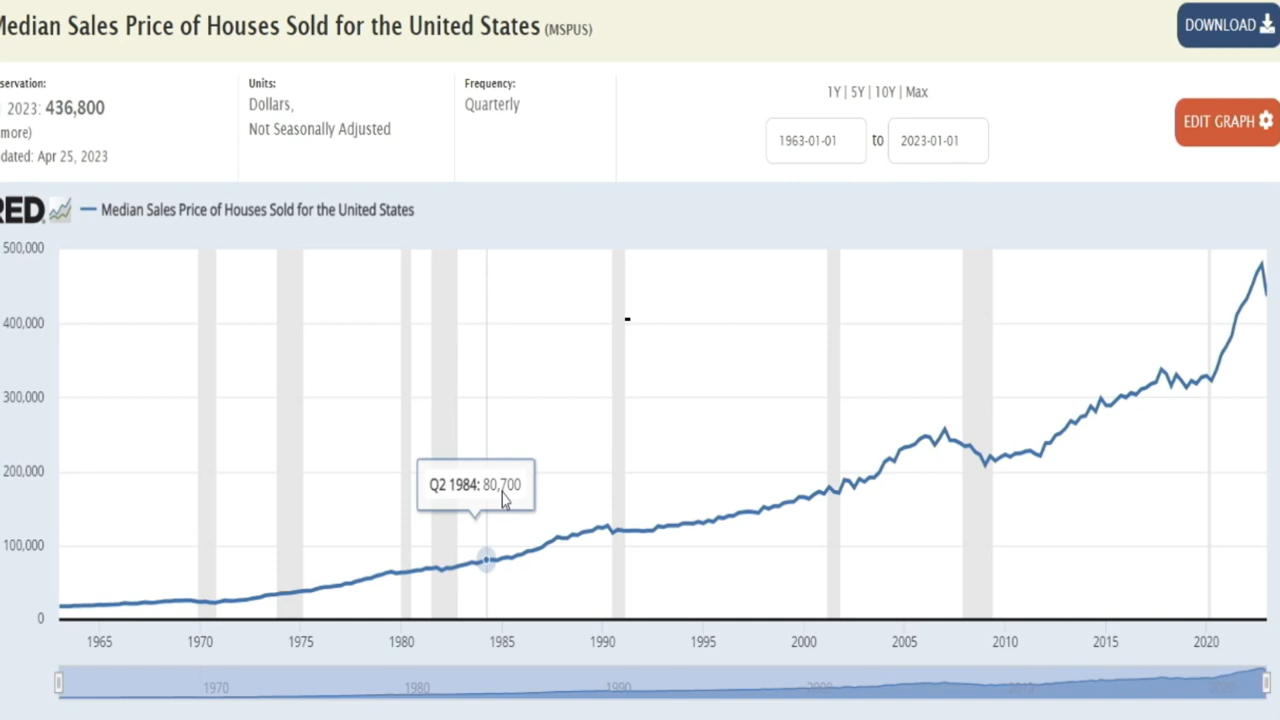 Median Sales Price of Houses Sold for the United States (MSPUS)
DOWNLOAD
servation:
2023: 436,800
more)
dated: Apr 25, 2023
Units:
Dollars,
Not Seasonally Adjusted
Frequency:
Quarterly
1Y | 5Y | 10Y | Max
1963-01-01 to 2023-01-01
EDIT GRAPH
RED
Median Sales Price of Houses Sold for the United States
500,000
400,000
300,000
200,000
100,000
0
Q2 1984: 80,700
1965 1970 1975 1980 1985 1990 1995 2000 2005 2010 2015 2020
1970 1980 1990 2000 2010 2020